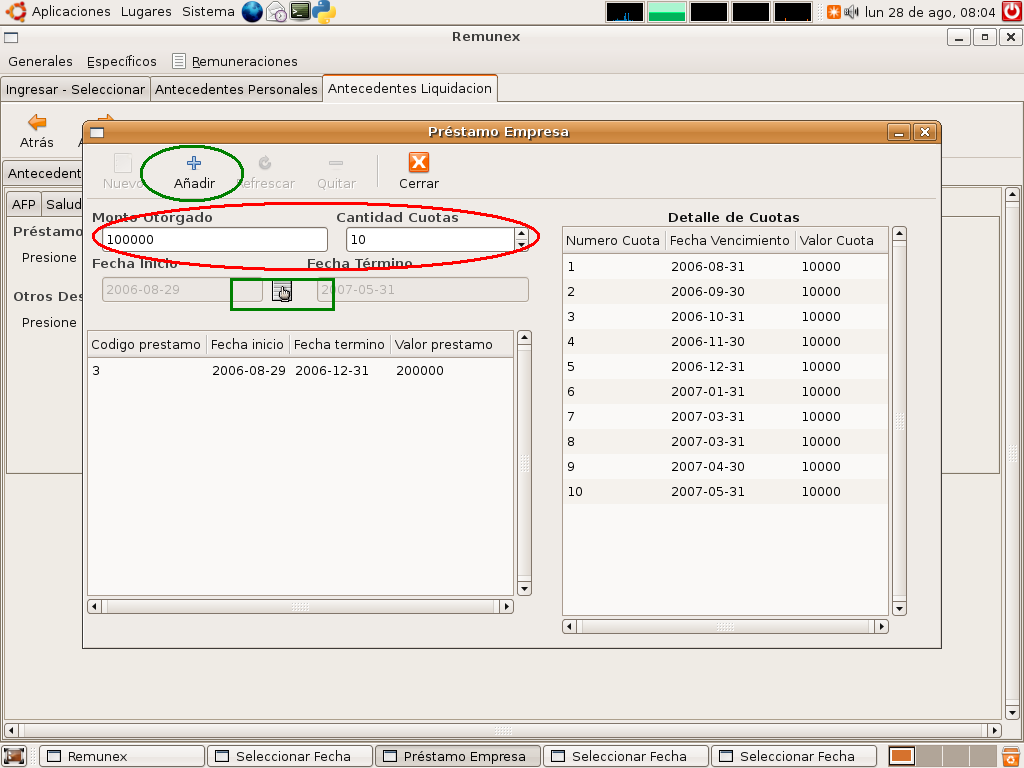 Aplicaciones Lugares Sistema lun 28 de ago, 08:04
Remunex
Generales Específicos Remuneraciones
Ingresar - Seleccionar Antecedentes Personales Antecedentes Liquidacion
Atrás
Préstamo Empresa
Nuevo Añadir Refrescar Quitar Cerrar
Antecedent
AFP Salud
Préstamo
Presione
Otros Des
Presione
Monto Otorgado Cantidad Cuotas
100000 10
Fecha Inicio Fecha Término
2006-08-29 2007-05-31
Codigo prestamo Fecha inicio Fecha termino Valor prestamo
3 2006-08-29 2006-12-31 200000
Detalle de Cuotas
Numero Cuota Fecha Vencimiento Valor Cuota
1 2006-08-31 10000
2 2006-09-30 10000
3 2006-10-31 10000
4 2006-11-30 10000
5 2006-12-31 10000
6 2007-01-31 10000
7 2007-03-31 10000
8 2007-03-31 10000
9 2007-04-30 10000
10 2007-05-31 10000
Remunex Seleccionar Fecha Préstamo Empresa Seleccionar Fecha Seleccionar Fecha